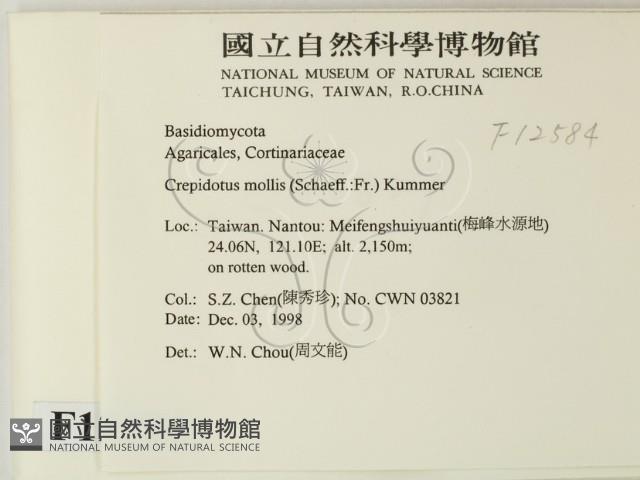 國立自然科學博物館
NATIONAL MUSEUM OF NATURAL SCIENCE
TAICHUNG, TAIWAN, R.O.CHINA
F12584
Basidiomycota
Agaricales, Cortinariaceae
Crepidotus mollis (Schaeff.:Fr.) Kummer
Loc.: Taiwan. Nantou: Meifengshuiyuanti(梅峰水源地)
24.06N, 121.10E; alt. 2,150m;
on rotten wood.
Col.: S.Z. Chen(陳秀珍); No. CWN 03821
Date: Dec. 03, 1998
Det.: W.N. Chou(周文能)
F1
國立自然科學博物館
NATIONAL MUSEUM OF NATURAL SCIENCE